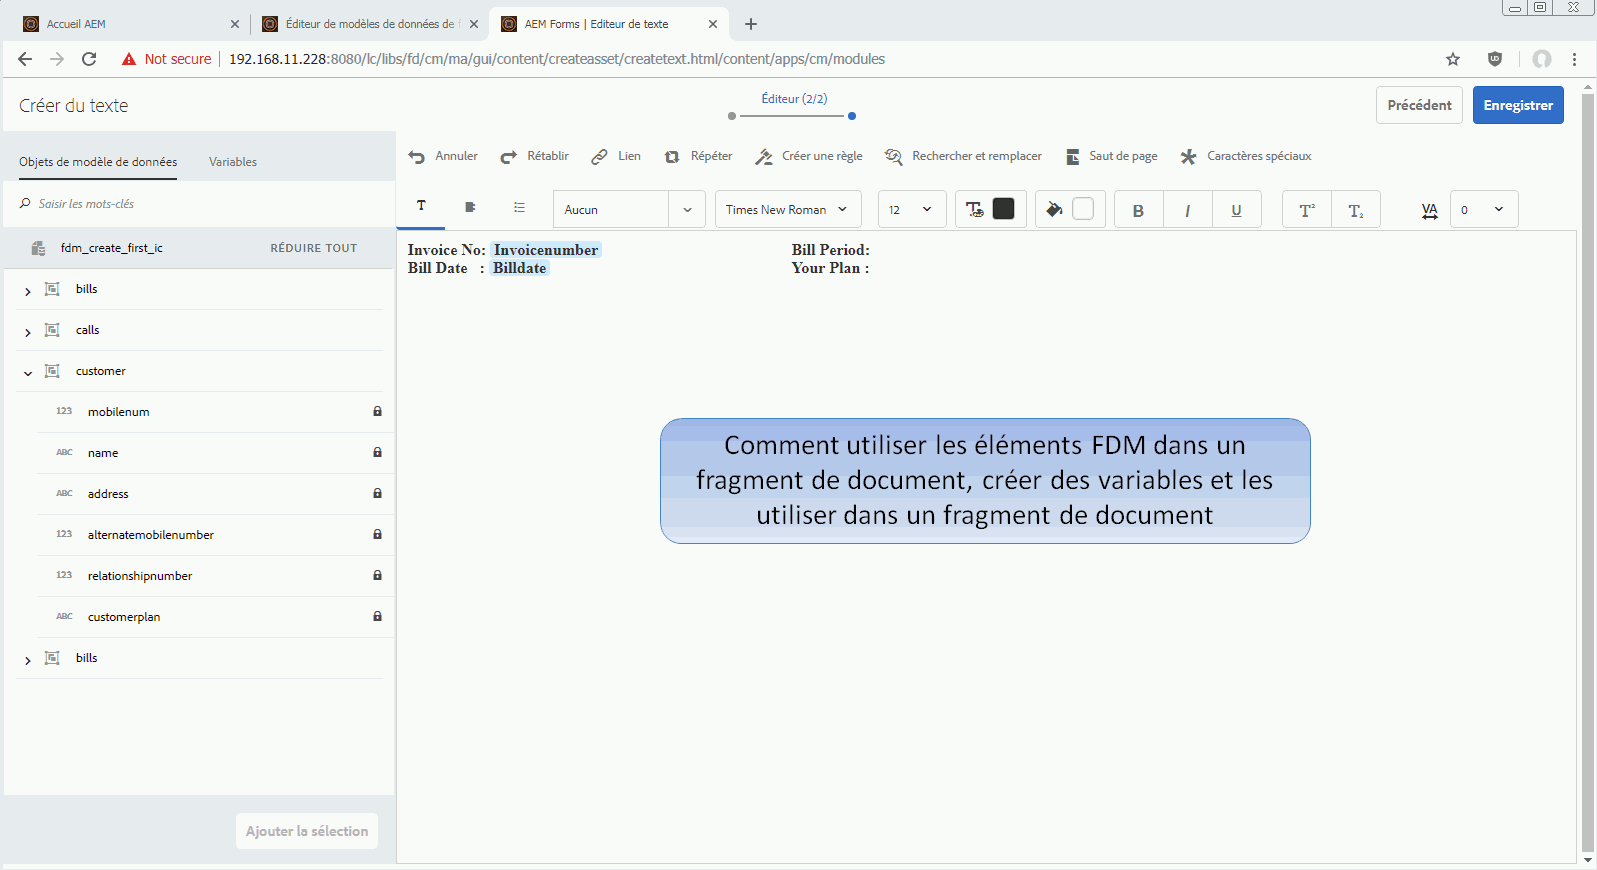 Accueil AEM
Éditeur de modèles de données de f
AEM Forms | Editeur de texte
Not secure
192.168.11.228:8080/lc/libs/fd/cm/ma/gui/content/createasset/createtext.html/content/apps/cm/modules
Créer du texte
Éditeur (2/2)
Précédent
Enregistrer
Objets de modèle de données
Variables
Annuler
Rétablir
Lien
Répéter
Créer une règle
Rechercher et remplacer
Saut de page
Caractères spéciaux
Saisir les mots-clés
T
Aucun
Times New Roman
12
B
I
U
T²
T₂
VA
0
fdm_create_first_ic
RÉDUIRE TOUT
Invoice No: Invoicenumber
Bill Period:
Bill Date : Billdate
Your Plan :
bills
calls
customer
123 mobilenum
ABC name
ABC address
123 alternatemobilenumber
123 relationshipnumber
ABC customerplan
bills
Comment utiliser les éléments FDM dans un
fragment de document, créer des variables et les
utiliser dans un fragment de document
Ajouter la sélection